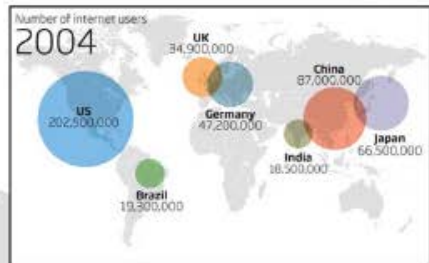 Number of internet users
2004
UK
34,900,000
China
87,000,000
US
202,500,000
Germany
47,200,000
Japan
66,500,000
India
18,500,000
Brazil
19,300,000